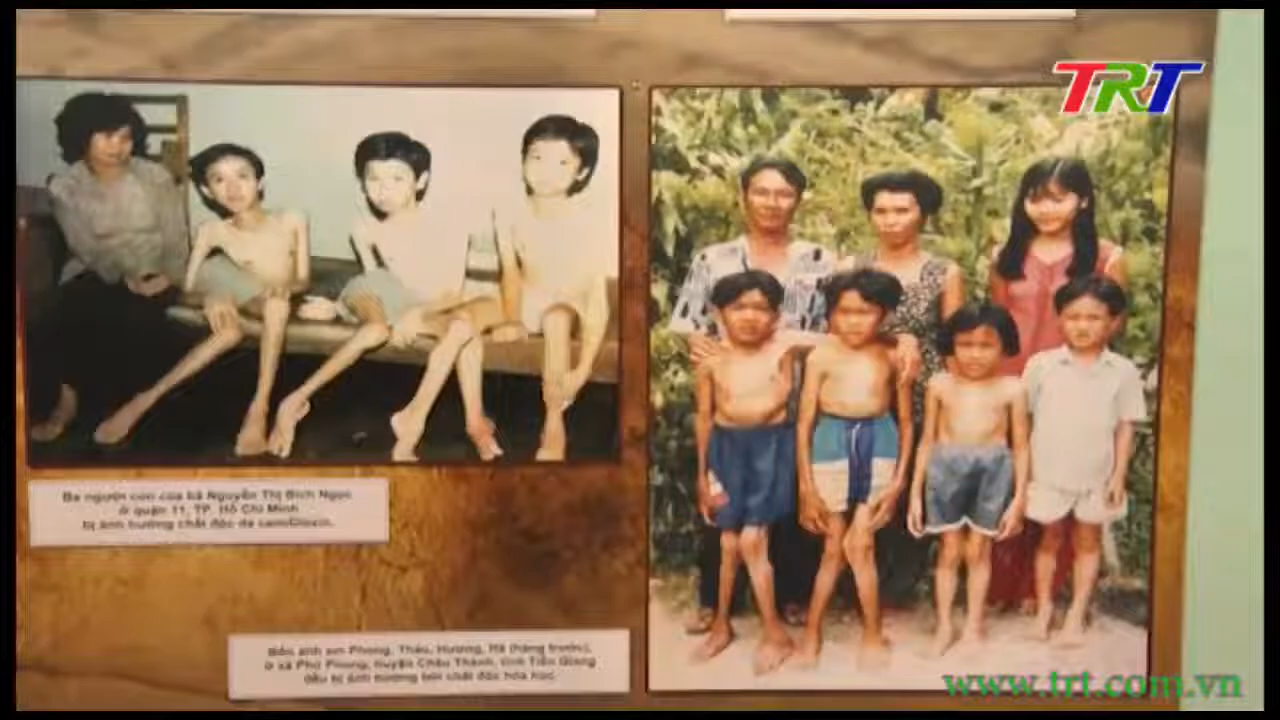 TRT
Ba người con của bà Nguyễn Thị Bích Ngọc
ở quận 11, TP. Hồ Chí Minh
bị ảnh hưởng chất độc da cam/Dioxin.
Bốn anh em Phong, Thảo, Hương, Hà (hàng trước),
ở xã Phú Phong, huyện Châu Thành, tỉnh Tiền Giang
đều bị ảnh hưởng bởi chất độc hóa học
www.trt.com.vn